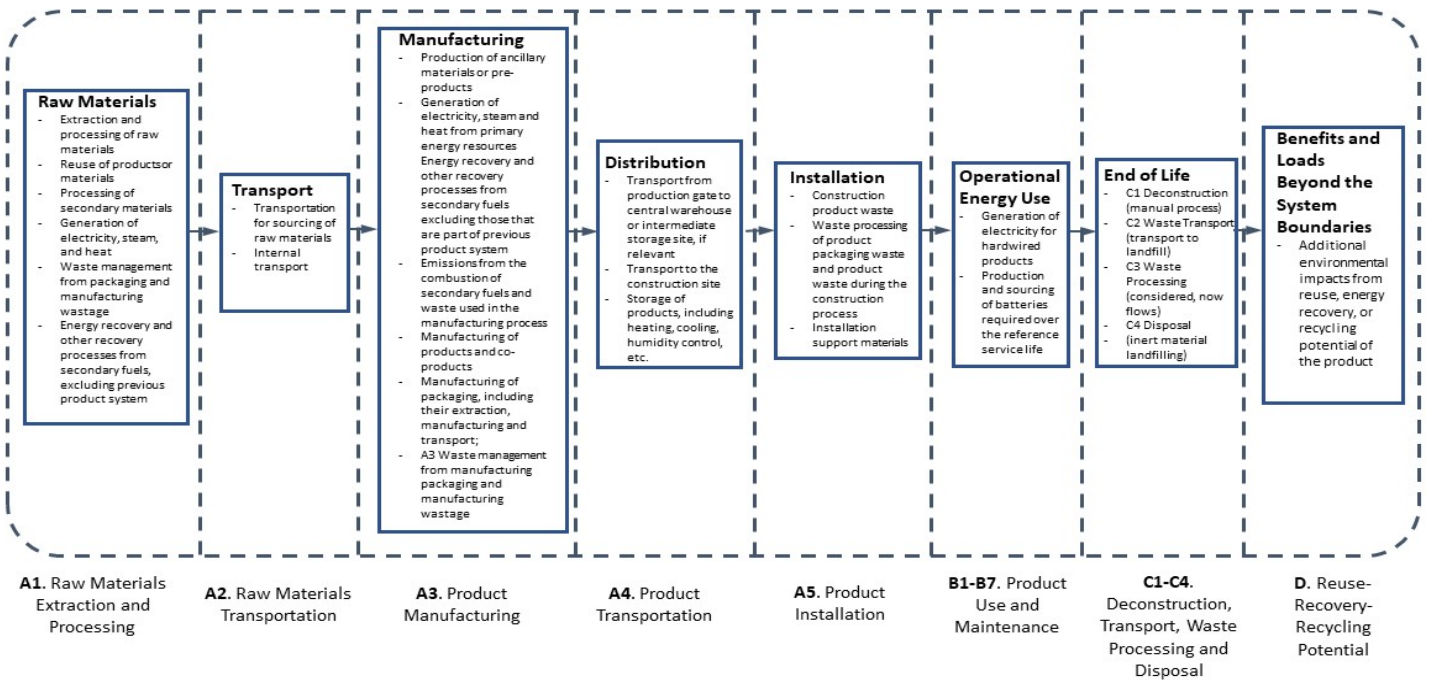 Raw Materials
- Extraction and
processing of raw
materials
- Reuse of productsor
materials
- Processing of
secondary materials
- Generation of
electricity, steam,
and heat
- Waste management
from packaging and
manufacturing
wastage
- Energy recovery and
other recovery
processes from
secondary fuels,
excluding previous
product system
Transport
- Transportation
for sourcing of
raw materials
- Internal
transport
Manufacturing
- Production of ancillary
materials or pre-
products
- Generation of
electricity, steam and
heat from primary
energy resources
Energy recovery and
other recovery
processes from
secondary fuels
excluding those that
are part of previous
product system
- Emissions from the
combustion of
secondary fuels and
waste used in the
manufacturing process
- Manufacturing of
products and co-
products
- Manufacturing of
packaging, including
their extraction,
manufacturing and
transport;
- A3 Waste management
from manufacturing
packaging and
manufacturing
wastage
Distribution
- Transport from
production gate to
central warehouse
or intermediate
storage site, if
relevant
- Transport to the
construction site
- Storage of
products, including
heating, cooling,
humidity control,
etc.
Installation
- Construction
product waste
- Waste processing
of product
packaging waste
and product
waste during the
construction
process
- Installation
support materials
Operational
Energy Use
- Generation of
electricity for
hardwired
products
- Production
and sourcing
of batteries
required over
the reference
service life
End of Life
- C1 Deconstruction
(manual process)
- C2 Waste Transport
- (transport to
landfill)
- C3 Waste
Processing
(considered, now
flows)
- C4 Disposal
- (inert material
landfilling)
Benefits and
Loads
Beyond the
System
Boundaries
- Additional
environmental
impacts from
reuse, energy
recovery, or
recycling
potential of
the product
A1. Raw Materials
Extraction and
Processing
A2. Raw Materials
Transportation
A3. Product
Manufacturing
A4. Product
Transportation
A5. Product
Installation
B1-B7. Product
Use and
Maintenance
C1-C4.
Deconstruction,
Transport, Waste
Processing and
Disposal
D. Reuse-
Recovery-
Recycling
Potential